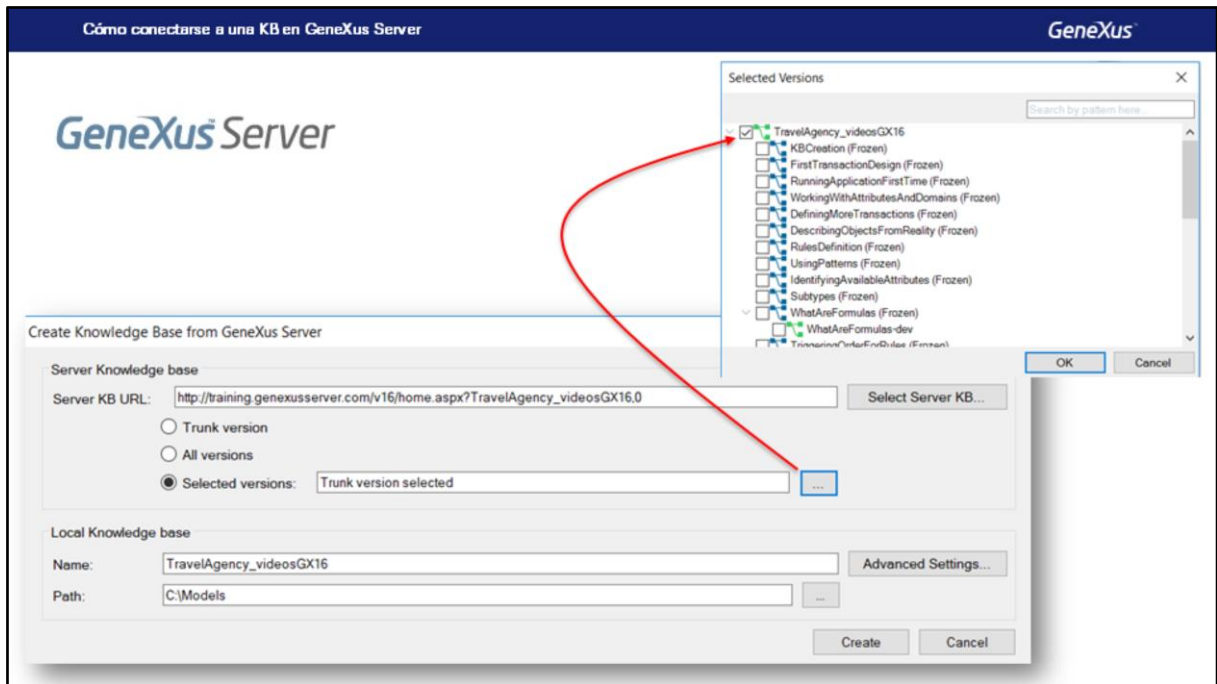 Cómo conectarse a una KB en GeneXus Server
GeneXus™
GeneXus™ Server
Selected Versions
Search by pattern here...
TravelAgency_videosGX16
KBCreation (Frozen)
FirstTransactionDesign (Frozen)
RunningApplicationFirstTime (Frozen)
WorkingWithAttributesAndDomains (Frozen)
DefiningMoreTransactions (Frozen)
DescribingObjectsFromReality (Frozen)
RulesDefinition (Frozen)
UsingPatterns (Frozen)
IdentifyingAvailableAttributes (Frozen)
Subtypes (Frozen)
WhatAreFormulas (Frozen)
WhatAreFormulas-dev
TriggeringOrderForRules (Frozen)
OK Cancel
Create Knowledge Base from GeneXus Server
Server Knowledge base
Server KB URL: http://training.genexusserver.com/v16/home.aspx?TravelAgency_videosGX16,0 Select Server KB...
Trunk version
All versions
Selected versions: Trunk version selected ...
Local Knowledge base
Name: TravelAgency_videosGX16 Advanced Settings...
Path: C:\Models ...
Create Cancel